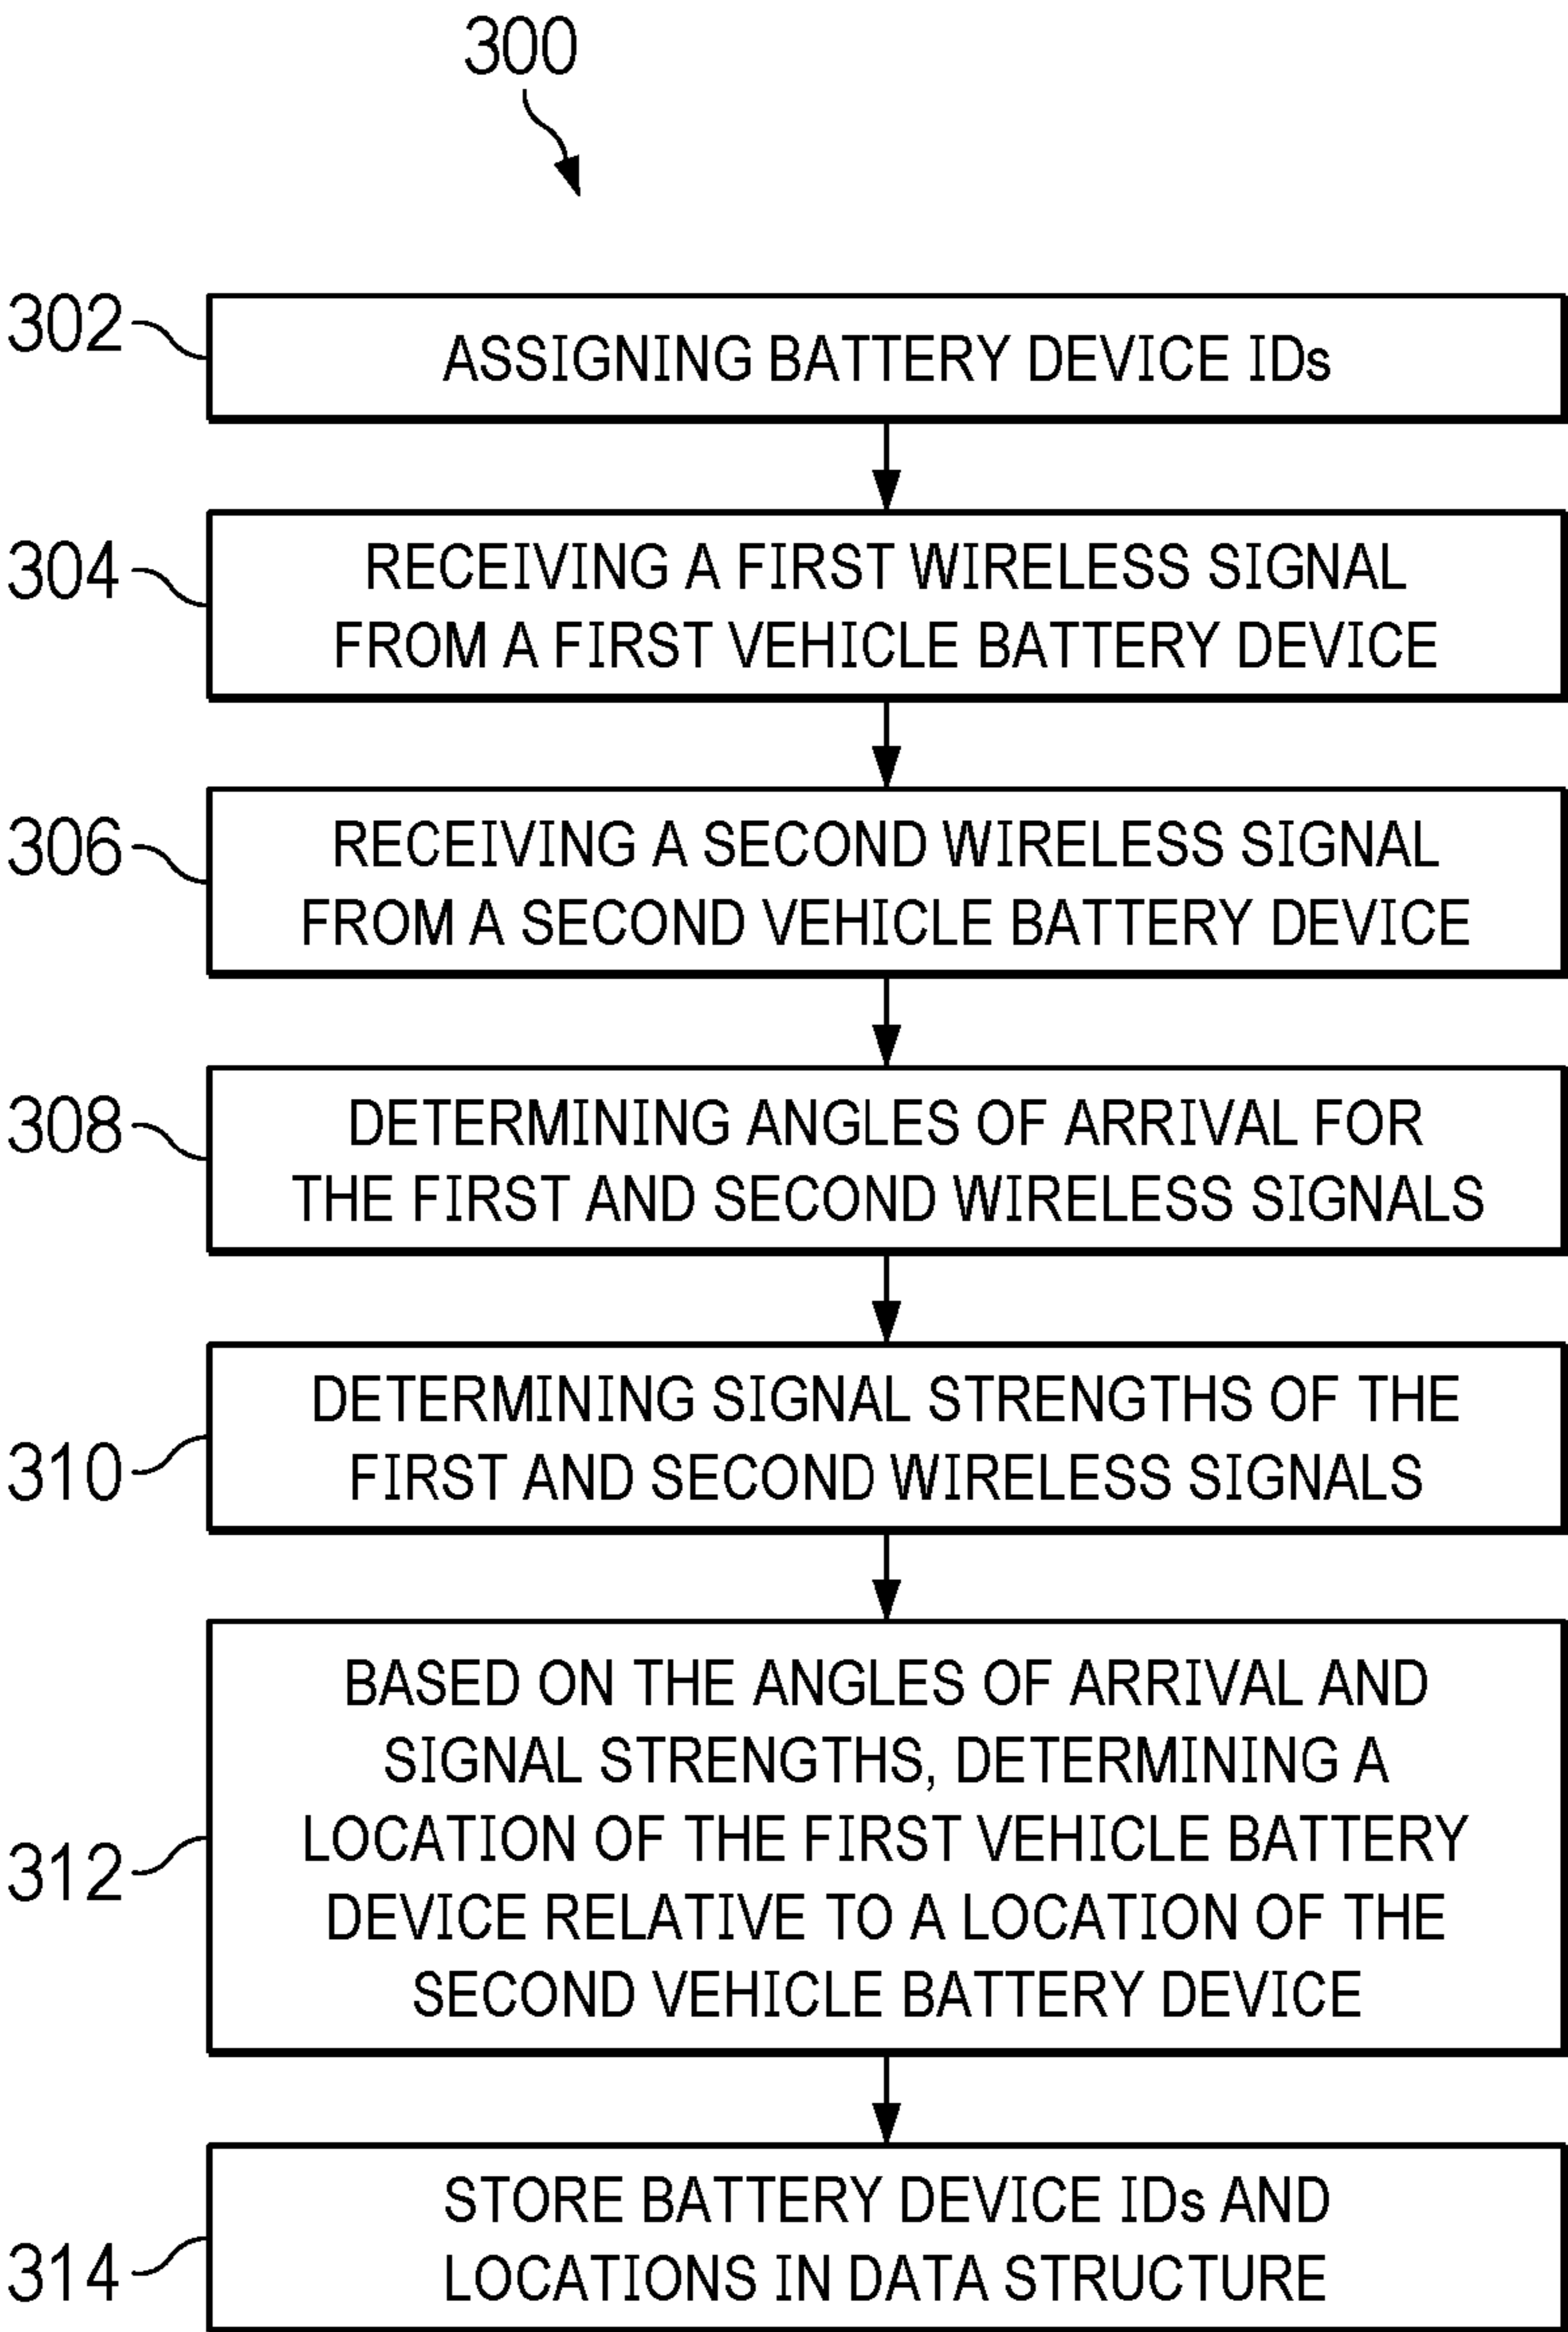 300
302
ASSIGNING BATTERY DEVICE IDs
304
RECEIVING A FIRST WIRELESS SIGNAL
FROM A FIRST VEHICLE BATTERY DEVICE
306
RECEIVING A SECOND WIRELESS SIGNAL
FROM A SECOND VEHICLE BATTERY DEVICE
308
DETERMINING ANGLES OF ARRIVAL FOR
THE FIRST AND SECOND WIRELESS SIGNALS
310
DETERMINING SIGNAL STRENGTHS OF THE
FIRST AND SECOND WIRELESS SIGNALS
312
BASED ON THE ANGLES OF ARRIVAL AND
SIGNAL STRENGTHS, DETERMINING A
LOCATION OF THE FIRST VEHICLE BATTERY
DEVICE RELATIVE TO A LOCATION OF THE
SECOND VEHICLE BATTERY DEVICE
314
STORE BATTERY DEVICE IDs AND
LOCATIONS IN DATA STRUCTURE